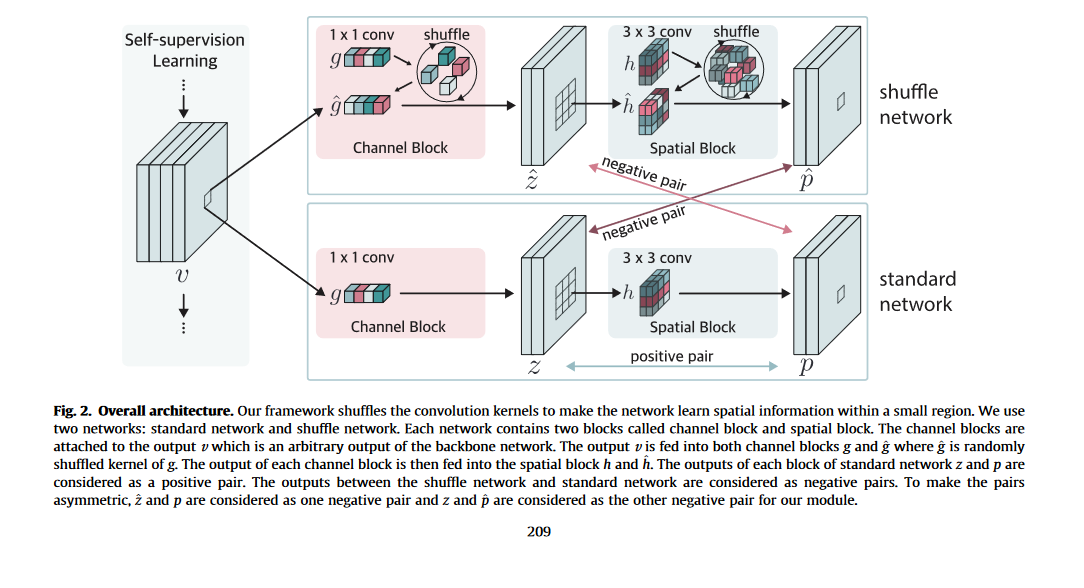 Self-supervision
Learning
1 x 1 conv
shuffle
g
ĝ
Channel Block
ẑ
3 x 3 conv
shuffle
h
ĥ
Spatial Block
p̂
shuffle
network
v
negative pair
negative pair
1 x 1 conv
g
Channel Block
z
3 x 3 conv
h
Spatial Block
positive pair
p
standard
network
Fig. 2. Overall architecture. Our framework shuffles the convolution kernels to make the network learn spatial information within a small region. We use
two networks: standard network and shuffle network. Each network contains two blocks called channel block and spatial block. The channel blocks are
attached to the output v which is an arbitrary output of the backbone network. The output v is fed into both channel blocks g and ĝ where ĝ is randomly
shuffled kernel of g. The output of each channel block is then fed into the spatial block h and ĥ. The outputs of each block of standard network z and p are
considered as a positive pair. The outputs between the shuffle network and standard network are considered as negative pairs. To make the pairs
asymmetric, ẑ and p are considered as one negative pair and z and p̂ are considered as the other negative pair for our module.
209